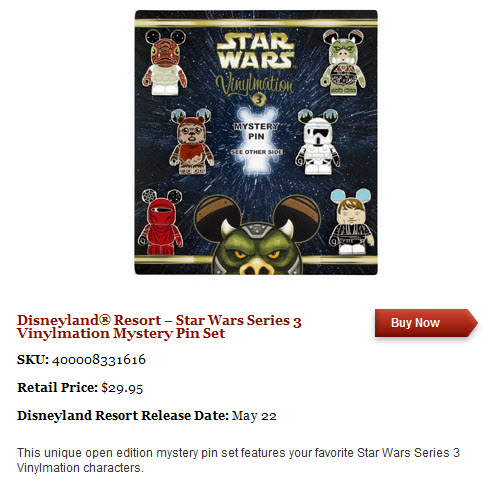 STAR
WARS
Vinylmation
3
MYSTERY
PIN
SEE OTHER SIDE
Disneyland® Resort – Star Wars Series 3
Vinylmation Mystery Pin Set
Buy Now
SKU: 400008331616
Retail Price: $29.95
Disneyland Resort Release Date: May 22
This unique open edition mystery pin set features your favorite Star Wars Series 3
Vinylmation characters.